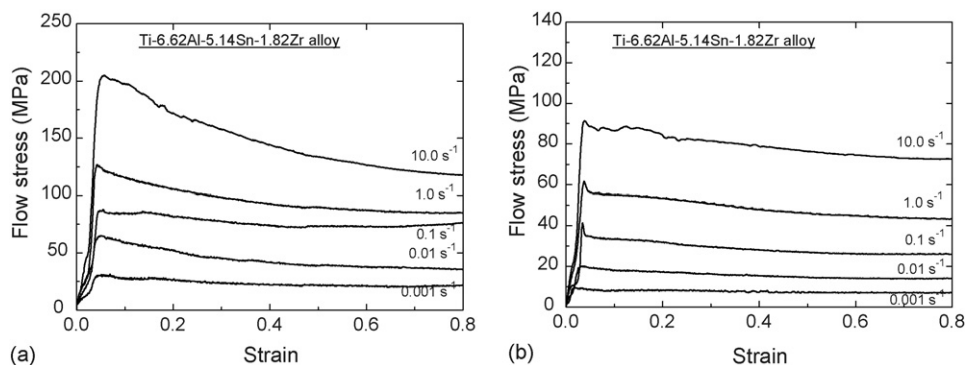 Ti-6.62Al-5.14Sn-1.82Zr alloy
250
200
150
100
50
0
Flow stress (MPa)
10.0 s⁻¹
1.0 s⁻¹
0.1 s⁻¹
0.01 s⁻¹
0.001 s⁻¹
0.0 0.2 0.4 0.6 0.8
Strain
(a)
Ti-6.62Al-5.14Sn-1.82Zr alloy
140
120
100
80
60
40
20
0
Flow stress (MPa)
10.0 s⁻¹
1.0 s⁻¹
0.1 s⁻¹
0.01 s⁻¹
0.001 s⁻¹
0.0 0.2 0.4 0.6 0.8
Strain
(b)